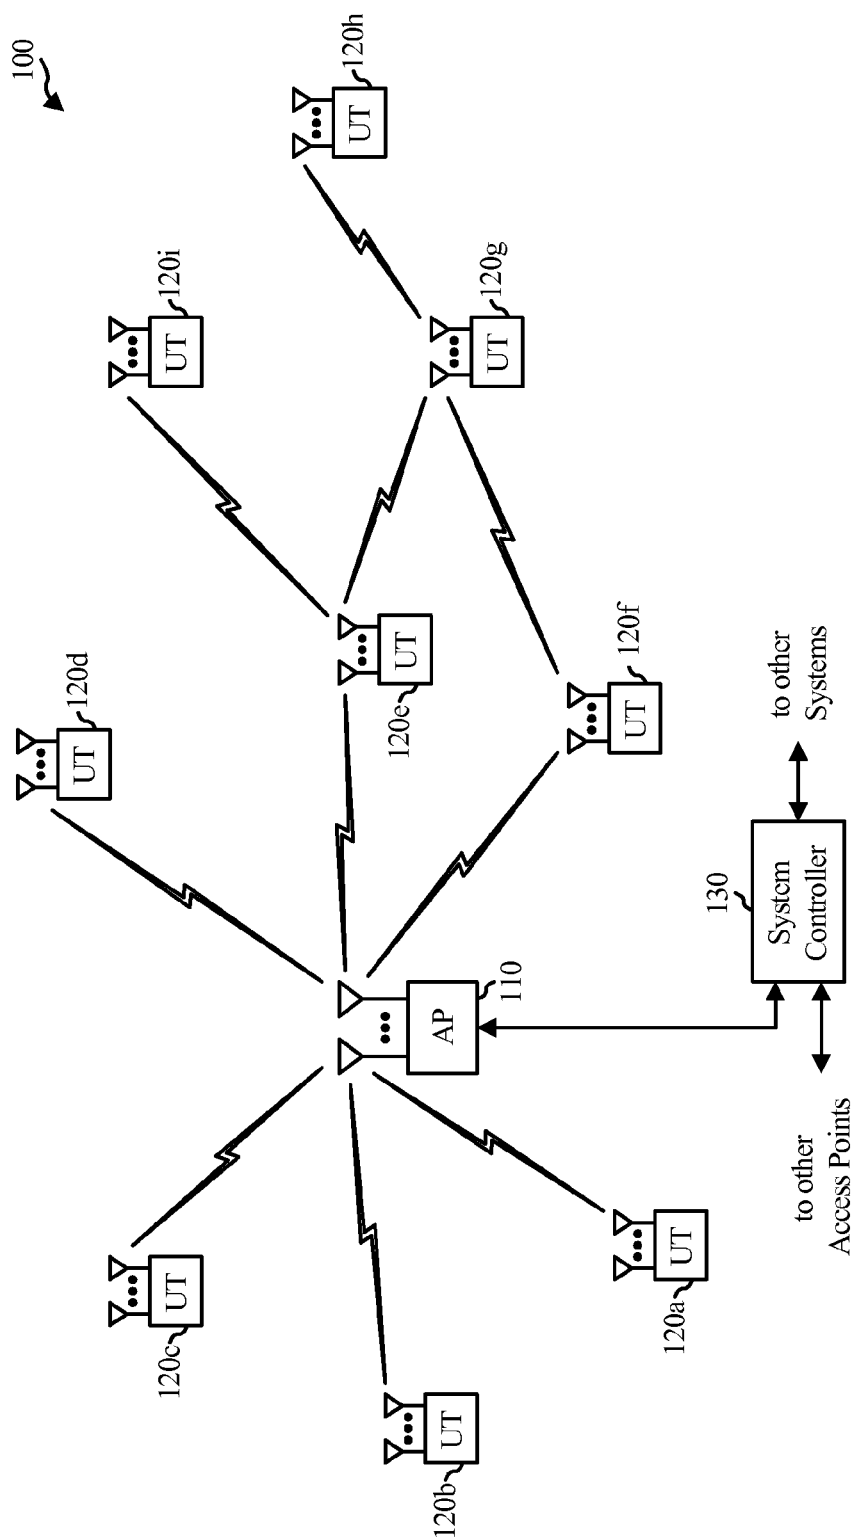 100
120h
UT
120i
UT
120g
UT
120d
UT
UT
120e
120f
UT
AP
110
120c
UT
120b
UT
120a
UT
130
System
Controller
to other
Systems
to other
Access Points